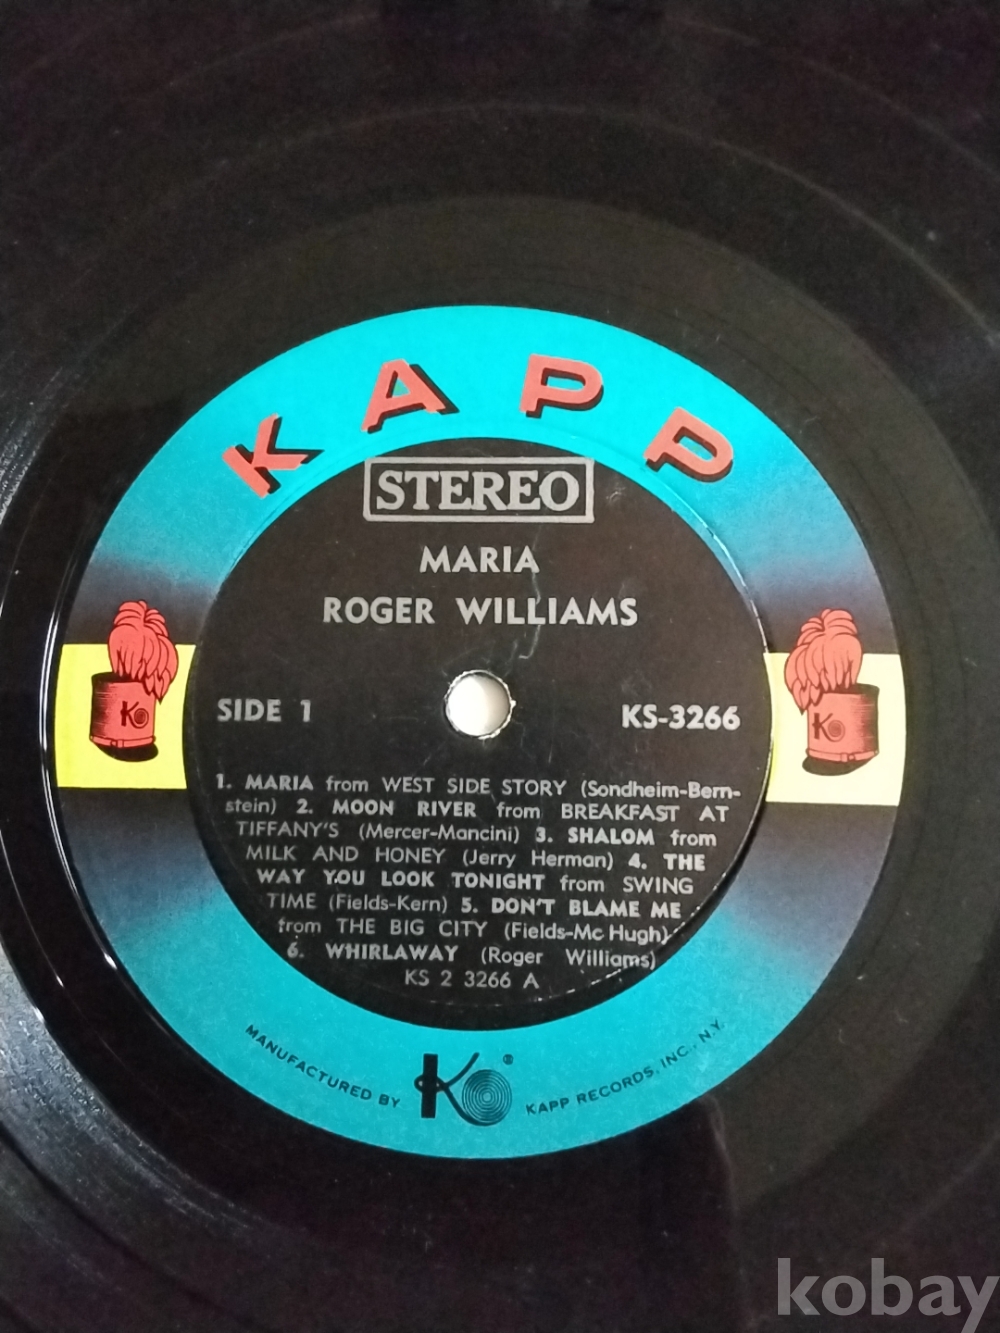 KAPP
STEREO
MARIA
ROGER WILLIAMS
SIDE 1
KS-3266
1. MARIA from WEST SIDE STORY (Sondheim-Bern-
stein) 2. MOON RIVER from BREAKFAST AT
TIFFANY'S (Mercer-Mancini) 3. SHALOM from
MILK AND HONEY (Jerry Herman) 4. THE
WAY YOU LOOK TONIGHT from SWING
TIME (Fields-Kern) 5. DON'T BLAME ME
from THE BIG CITY (Fields-Mc Hugh)
6. WHIRLAWAY (Roger Williams)
KS 2 3266 A
K
K
MANUFACTURED BY K ® KAPP RECORDS, INC., N.Y.
kobay